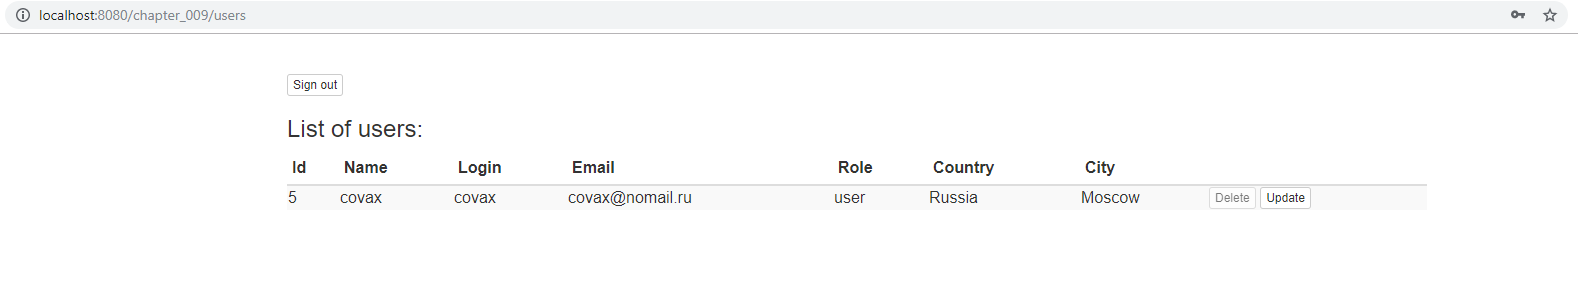 localhost:8080/chapter_009/users
Sign out
List of users:
Id Name Login Email Role Country City
5 covax covax covax@nomail.ru user Russia Moscow Delete Update